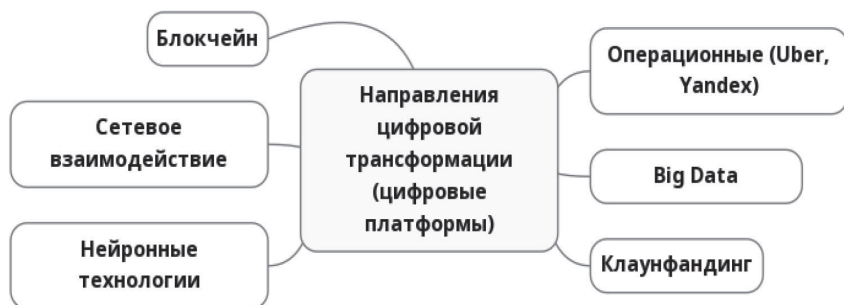 Блокчейн
Сетевое
взаимодействие
Нейронные
технологии
Направления
цифровой
трансформации
(цифровые
платформы)
Операционные (Uber,
Yandex)
Big Data
Клаунфандинг